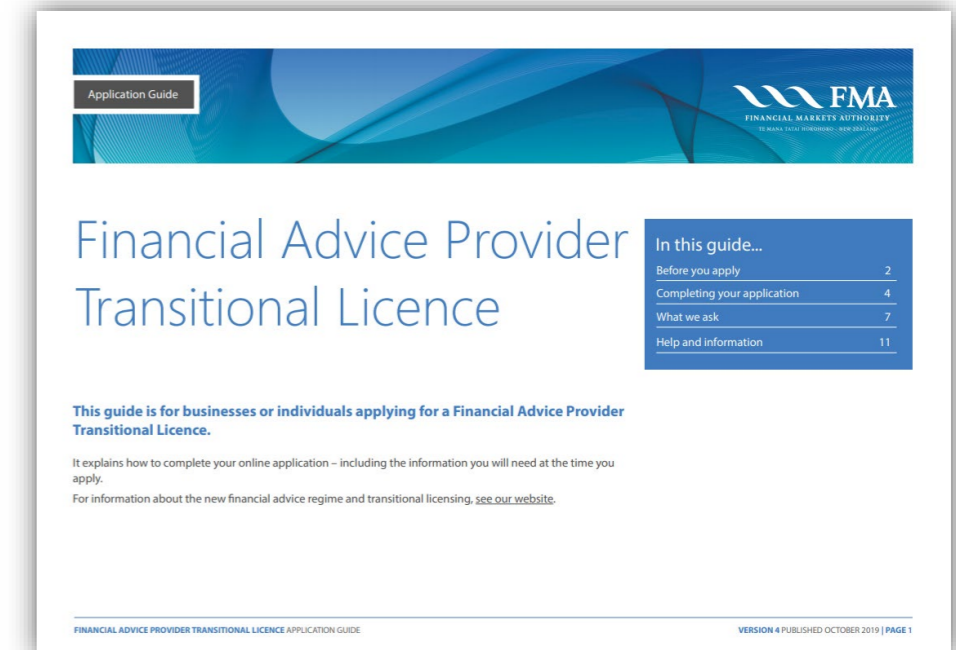 Application Guide
FMA
FINANCIAL MARKETS AUTHORITY
TE MANA TATAI HOKOHOKO - NEW ZEALAND
Financial Advice Provider
Transitional Licence
In this guide...
Before you apply 2
Completing your application 4
What we ask 7
Help and information 11
This guide is for businesses or individuals applying for a Financial Advice Provider
Transitional Licence.
It explains how to complete your online application – including the information you will need at the time you
apply.
For information about the new financial advice regime and transitional licensing, see our website.
FINANCIAL ADVICE PROVIDER TRANSITIONAL LICENCE APPLICATION GUIDE
VERSION 4 PUBLISHED OCTOBER 2019 | PAGE 1